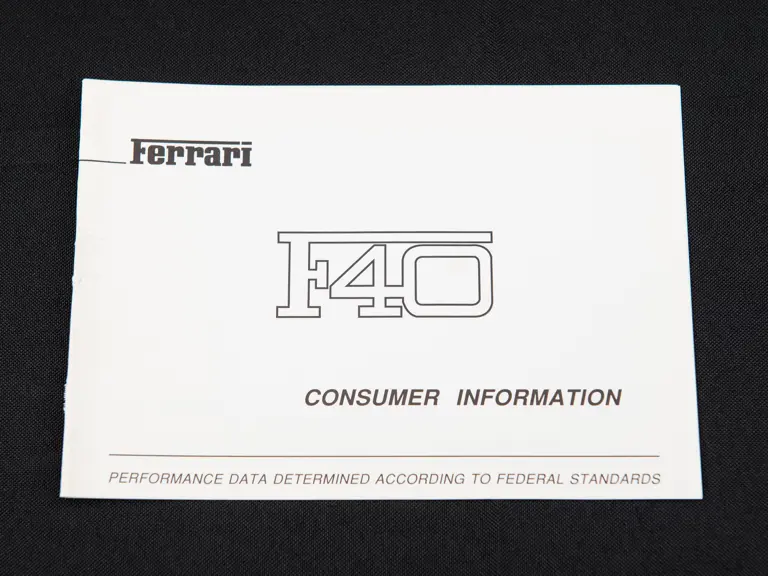 Ferrari
F40
CONSUMER INFORMATION
PERFORMANCE DATA DETERMINED ACCORDING TO FEDERAL STANDARDS